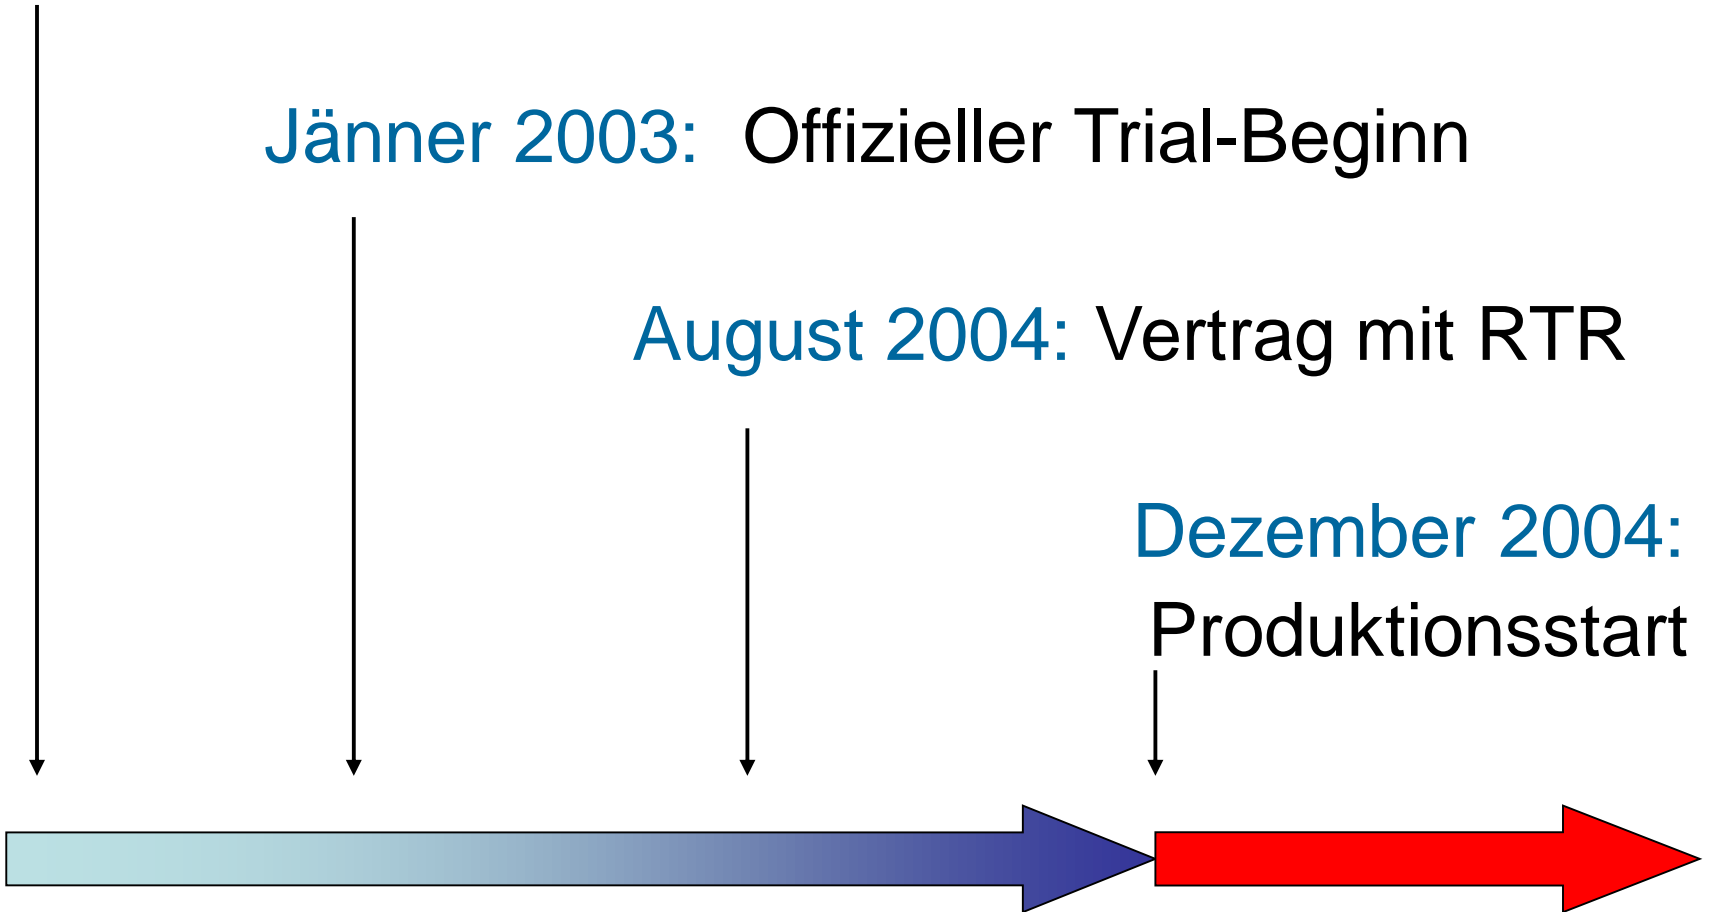 Jänner 2003: Offizieller Trial-Beginn
August 2004: Vertrag mit RTR
Dezember 2004:
Produktionsstart